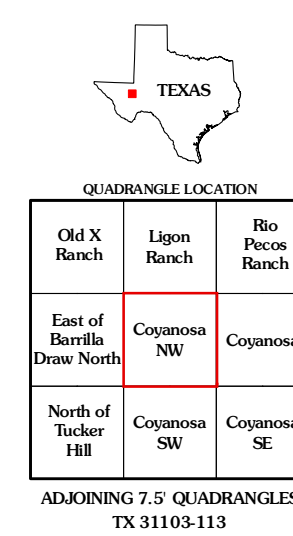 TEXAS
QUADRANGLE LOCATION
Old X
Ranch
Ligon
Ranch
Rio
Pecos
Ranch
East of
Barrilla
Draw North
Coyanosa
NW
Coyanosa
North of
Tucker
Hill
Coyanosa
SW
Coyanosa
SE
ADJOINING 7.5' QUADRANGLES
TX 31103-113